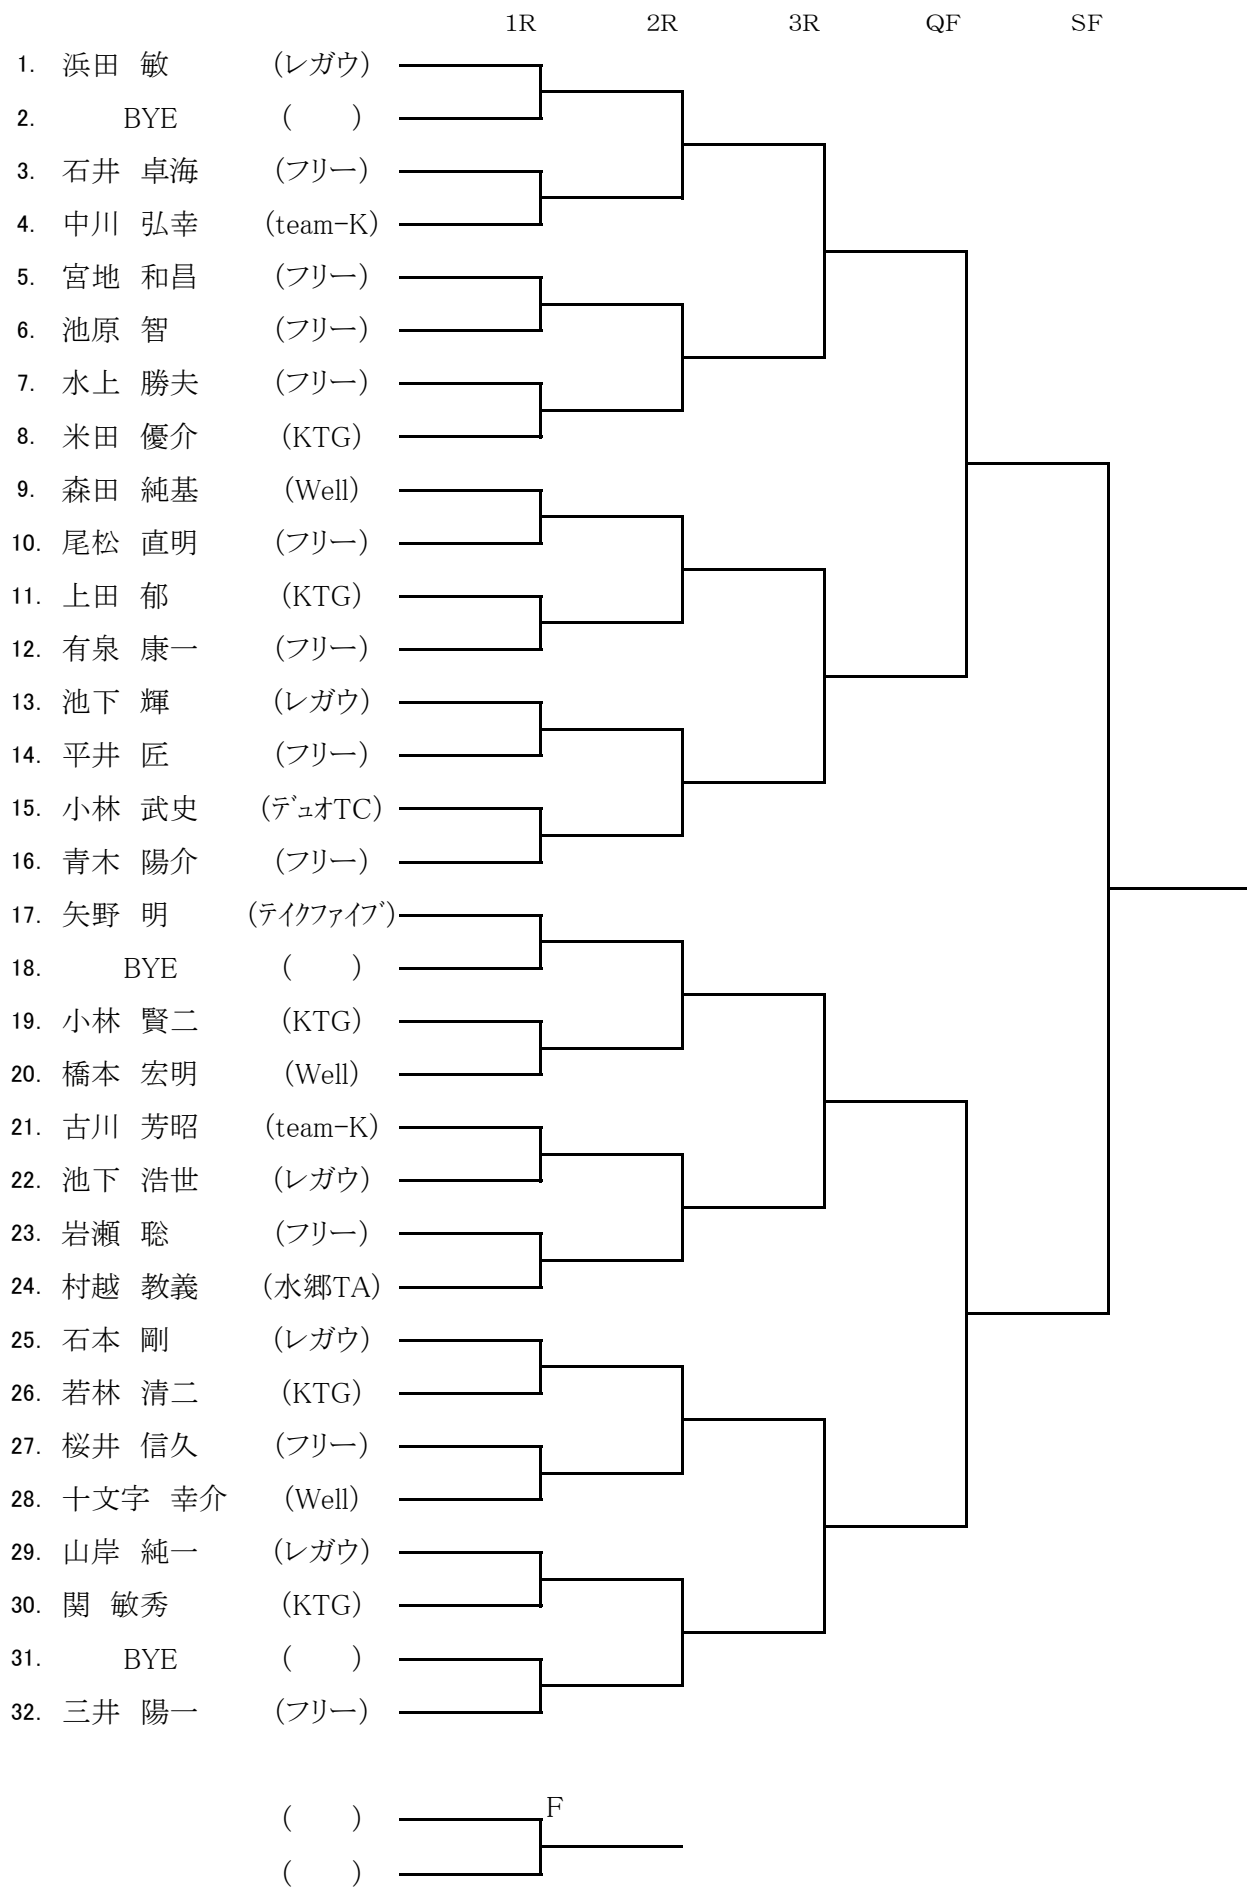 1R 2R 3R QF SF
1. 浜田 敏 (レガウ)
2. BYE ( )
3. 石井 卓海 (フリー)
4. 中川 弘幸 (team-K)
5. 宮地 和昌 (フリー)
6. 池原 智 (フリー)
7. 水上 勝夫 (フリー)
8. 米田 優介 (KTG)
9. 森田 純基 (Well)
10. 尾松 直明 (フリー)
11. 上田 郁 (KTG)
12. 有泉 康一 (フリー)
13. 池下 輝 (レガウ)
14. 平井 匠 (フリー)
15. 小林 武史 (デュオTC)
16. 青木 陽介 (フリー)
17. 矢野 明 (テイクファイブ)
18. BYE ( )
19. 小林 賢二 (KTG)
20. 橋本 宏明 (Well)
21. 古川 芳昭 (team-K)
22. 池下 浩世 (レガウ)
23. 岩瀬 聡 (フリー)
24. 村越 教義 (水郷TA)
25. 石本 剛 (レガウ)
26. 若林 清二 (KTG)
27. 桜井 信久 (フリー)
28. 十文字 幸介 (Well)
29. 山岸 純一 (レガウ)
30. 関 敏秀 (KTG)
31. BYE ( )
32. 三井 陽一 (フリー)
( ) F
( )